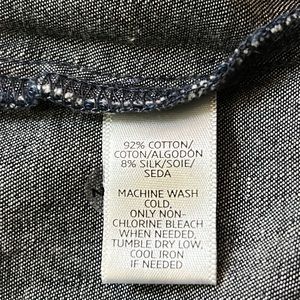 92% COTTON/
COTON/ALGODÓN
8% SILK/SOIE/
SEDA
MACHINE WASH
COLD,
ONLY NON-
CHLORINE BLEACH
WHEN NEEDED,
TUMBLE DRY LOW,
COOL IRON
IF NEEDED